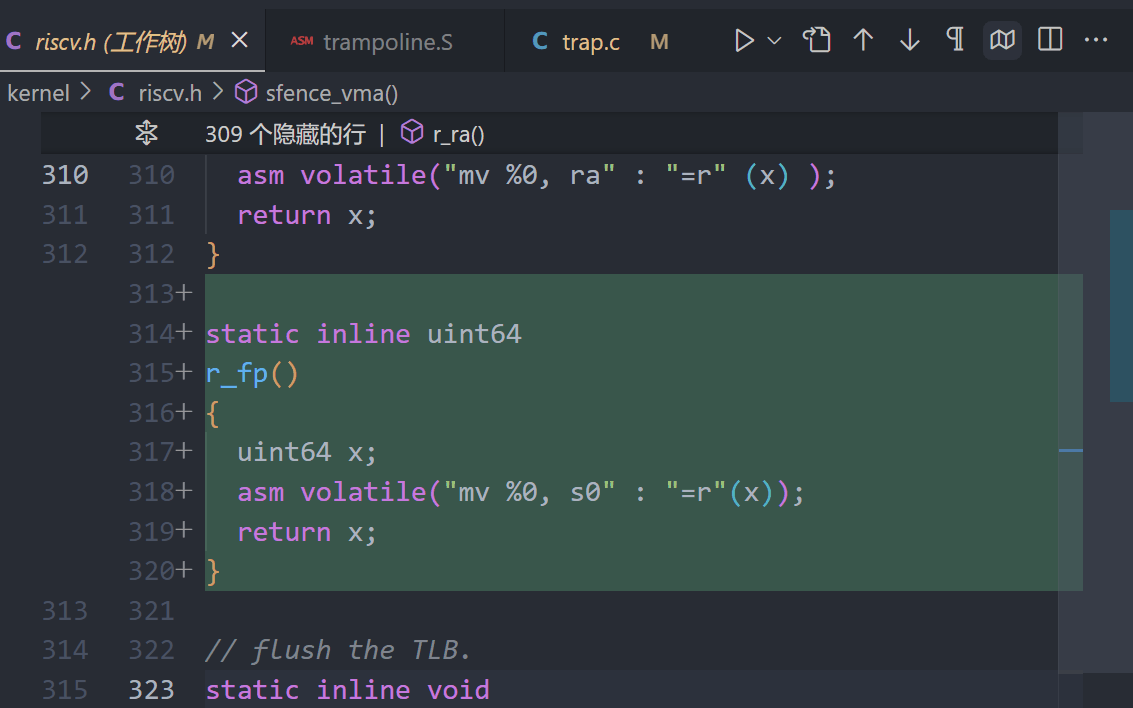 C riscv.h (工作树) M
ASM trampoline.S
C trap.c M
kernel > C riscv.h > sfence_vma()
309 个隐藏的行 | r_ra()
310 310 asm volatile("mv %0, ra" : "=r" (x) );
311 311 return x;
312 312 }
313+
314+ static inline uint64
315+ r_fp()
316+ {
317+ uint64 x;
318+ asm volatile("mv %0, s0" : "=r"(x));
319+ return x;
320+ }
313 321
314 322 // flush the TLB.
315 323 static inline void